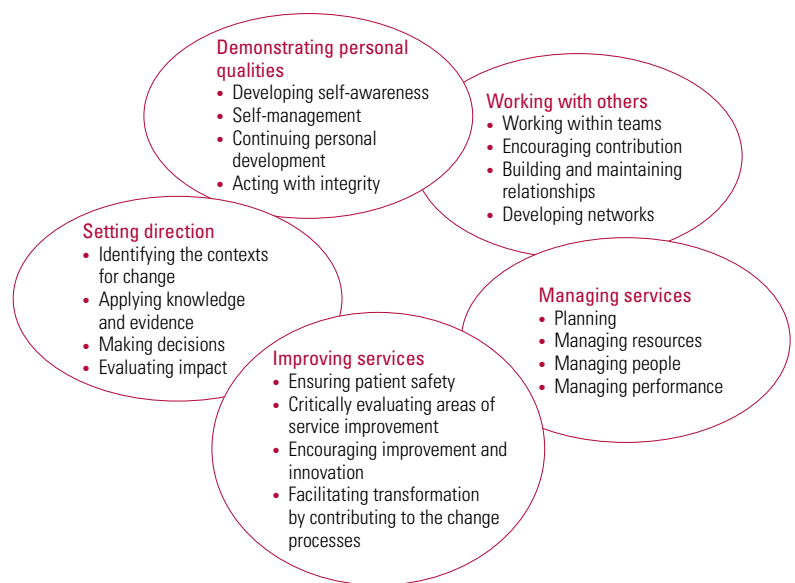 Demonstrating personal
qualities
• Developing self-awareness
• Self-management
• Continuing personal
development
• Acting with integrity
Working with others
• Working within teams
• Encouraging contribution
• Building and maintaining
relationships
• Developing networks
Setting direction
• Identifying the contexts
for change
• Applying knowledge
and evidence
• Making decisions
• Evaluating impact
Managing services
• Planning
• Managing resources
• Managing people
• Managing performance
Improving services
• Ensuring patient safety
• Critically evaluating areas of
service improvement
• Encouraging improvement and
innovation
• Facilitating transformation
by contributing to the change
processes